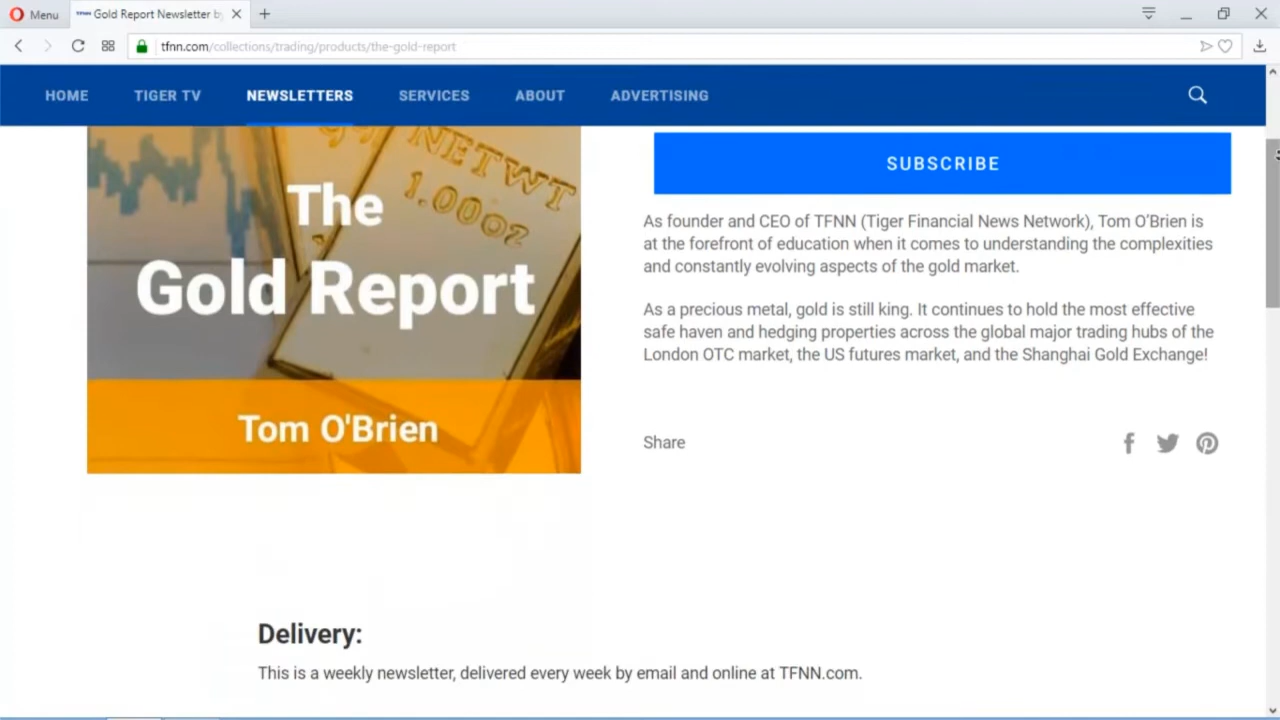 Menu
TFNN Gold Report Newsletter b
tfnn.com/collections/trading/products/the-gold-report
HOME
TIGER TV
NEWSLETTERS
SERVICES
ABOUT
ADVERTISING
NETWT
1.00OZ
The
Gold Report
Tom O'Brien
SUBSCRIBE
As founder and CEO of TFNN (Tiger Financial News Network), Tom O'Brien is
at the forefront of education when it comes to understanding the complexities
and constantly evolving aspects of the gold market.
As a precious metal, gold is still king. It continues to hold the most effective
safe haven and hedging properties across the global major trading hubs of the
London OTC market, the US futures market, and the Shanghai Gold Exchange!
Share
Delivery:
This is a weekly newsletter, delivered every week by email and online at TFNN.com.